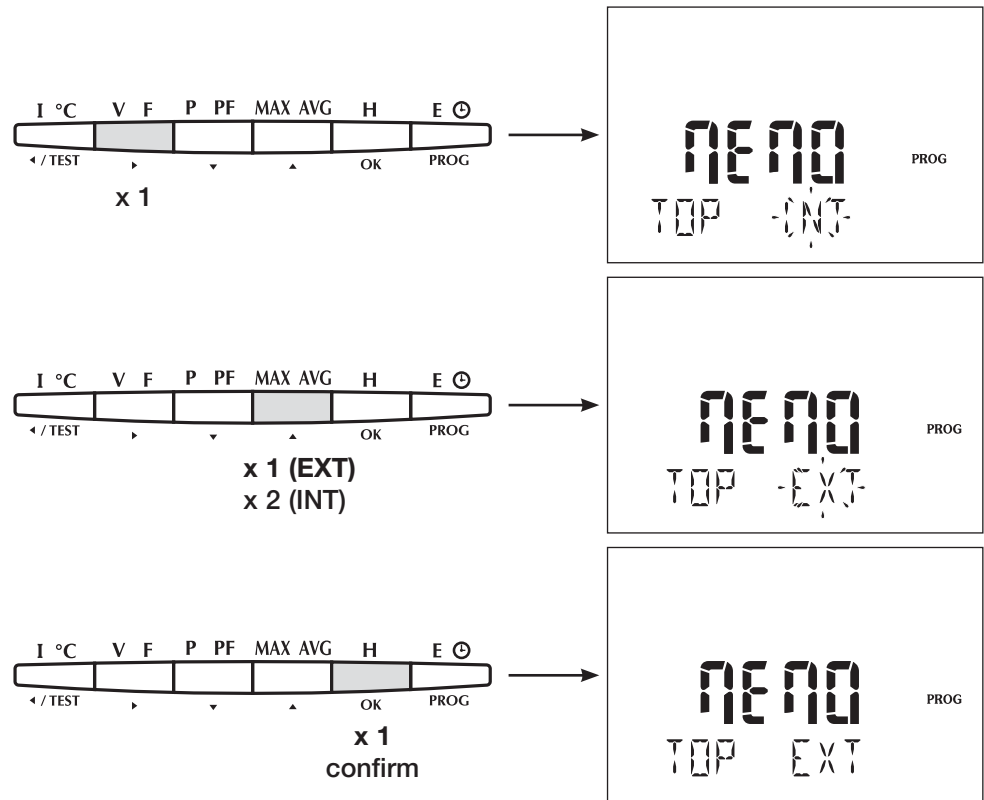 I °C V F P PF MAX AVG H E
/ TEST OK PROG
x 1
MEMO
PROG
TOP INT
I °C V F P PF MAX AVG H E
/ TEST OK PROG
x 1 (EXT)
x 2 (INT)
MEMO
PROG
TOP EXT
I °C V F P PF MAX AVG H E
/ TEST OK PROG
x 1
confirm
MEMO
PROG
TOP EXT